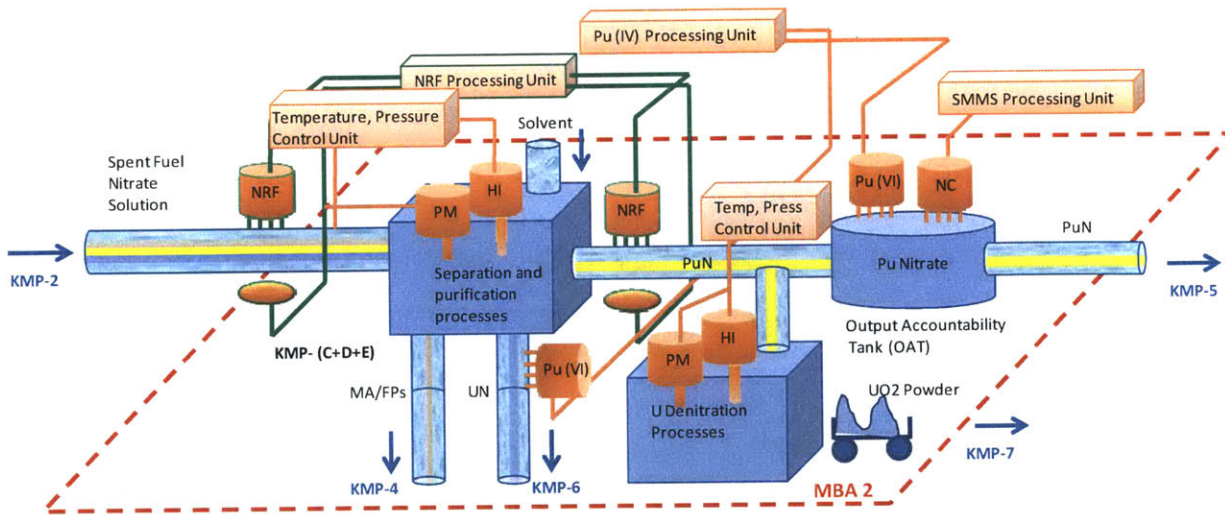 Pu (IV) Processing Unit
NRF Processing Unit
SMMS Processing Unit
Temperature, Pressure
Control Unit
Solvent
Spent Fuel
Nitrate
Solution
NRF
HI
PM
NRF
Pu (VI)
NC
Temp, Press
Control Unit
PuN
PuN
Pu Nitrate
KMP-2
Separation and
purification
processes
KMP-5
Output Accountability
Tank (OAT)
KMP- (C+D+E)
HI
PM
Pu (VI)
MA/FPs
UN
UO2 Powder
U Denitration
Processes
KMP-4
KMP-6
KMP-7
MBA 2